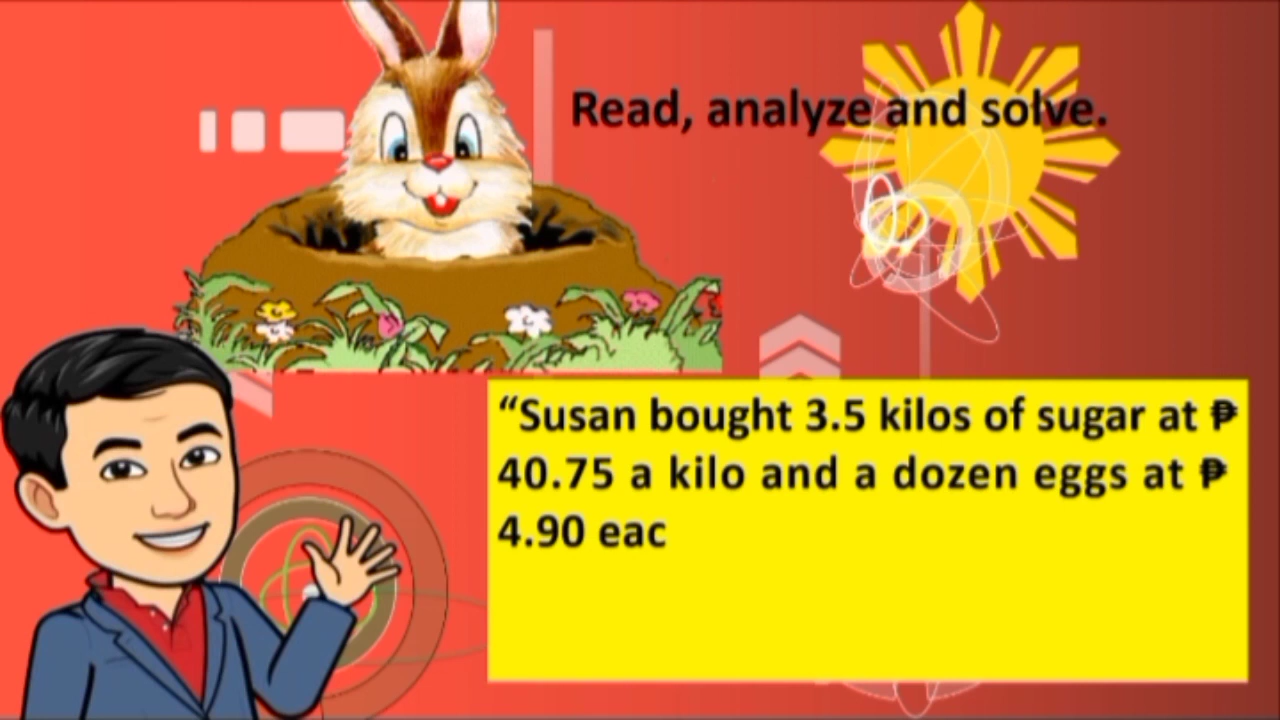 Read, analyze and solve.
“Susan bought 3.5 kilos of sugar at ₱
40.75 a kilo and a dozen eggs at ₱
4.90 eac